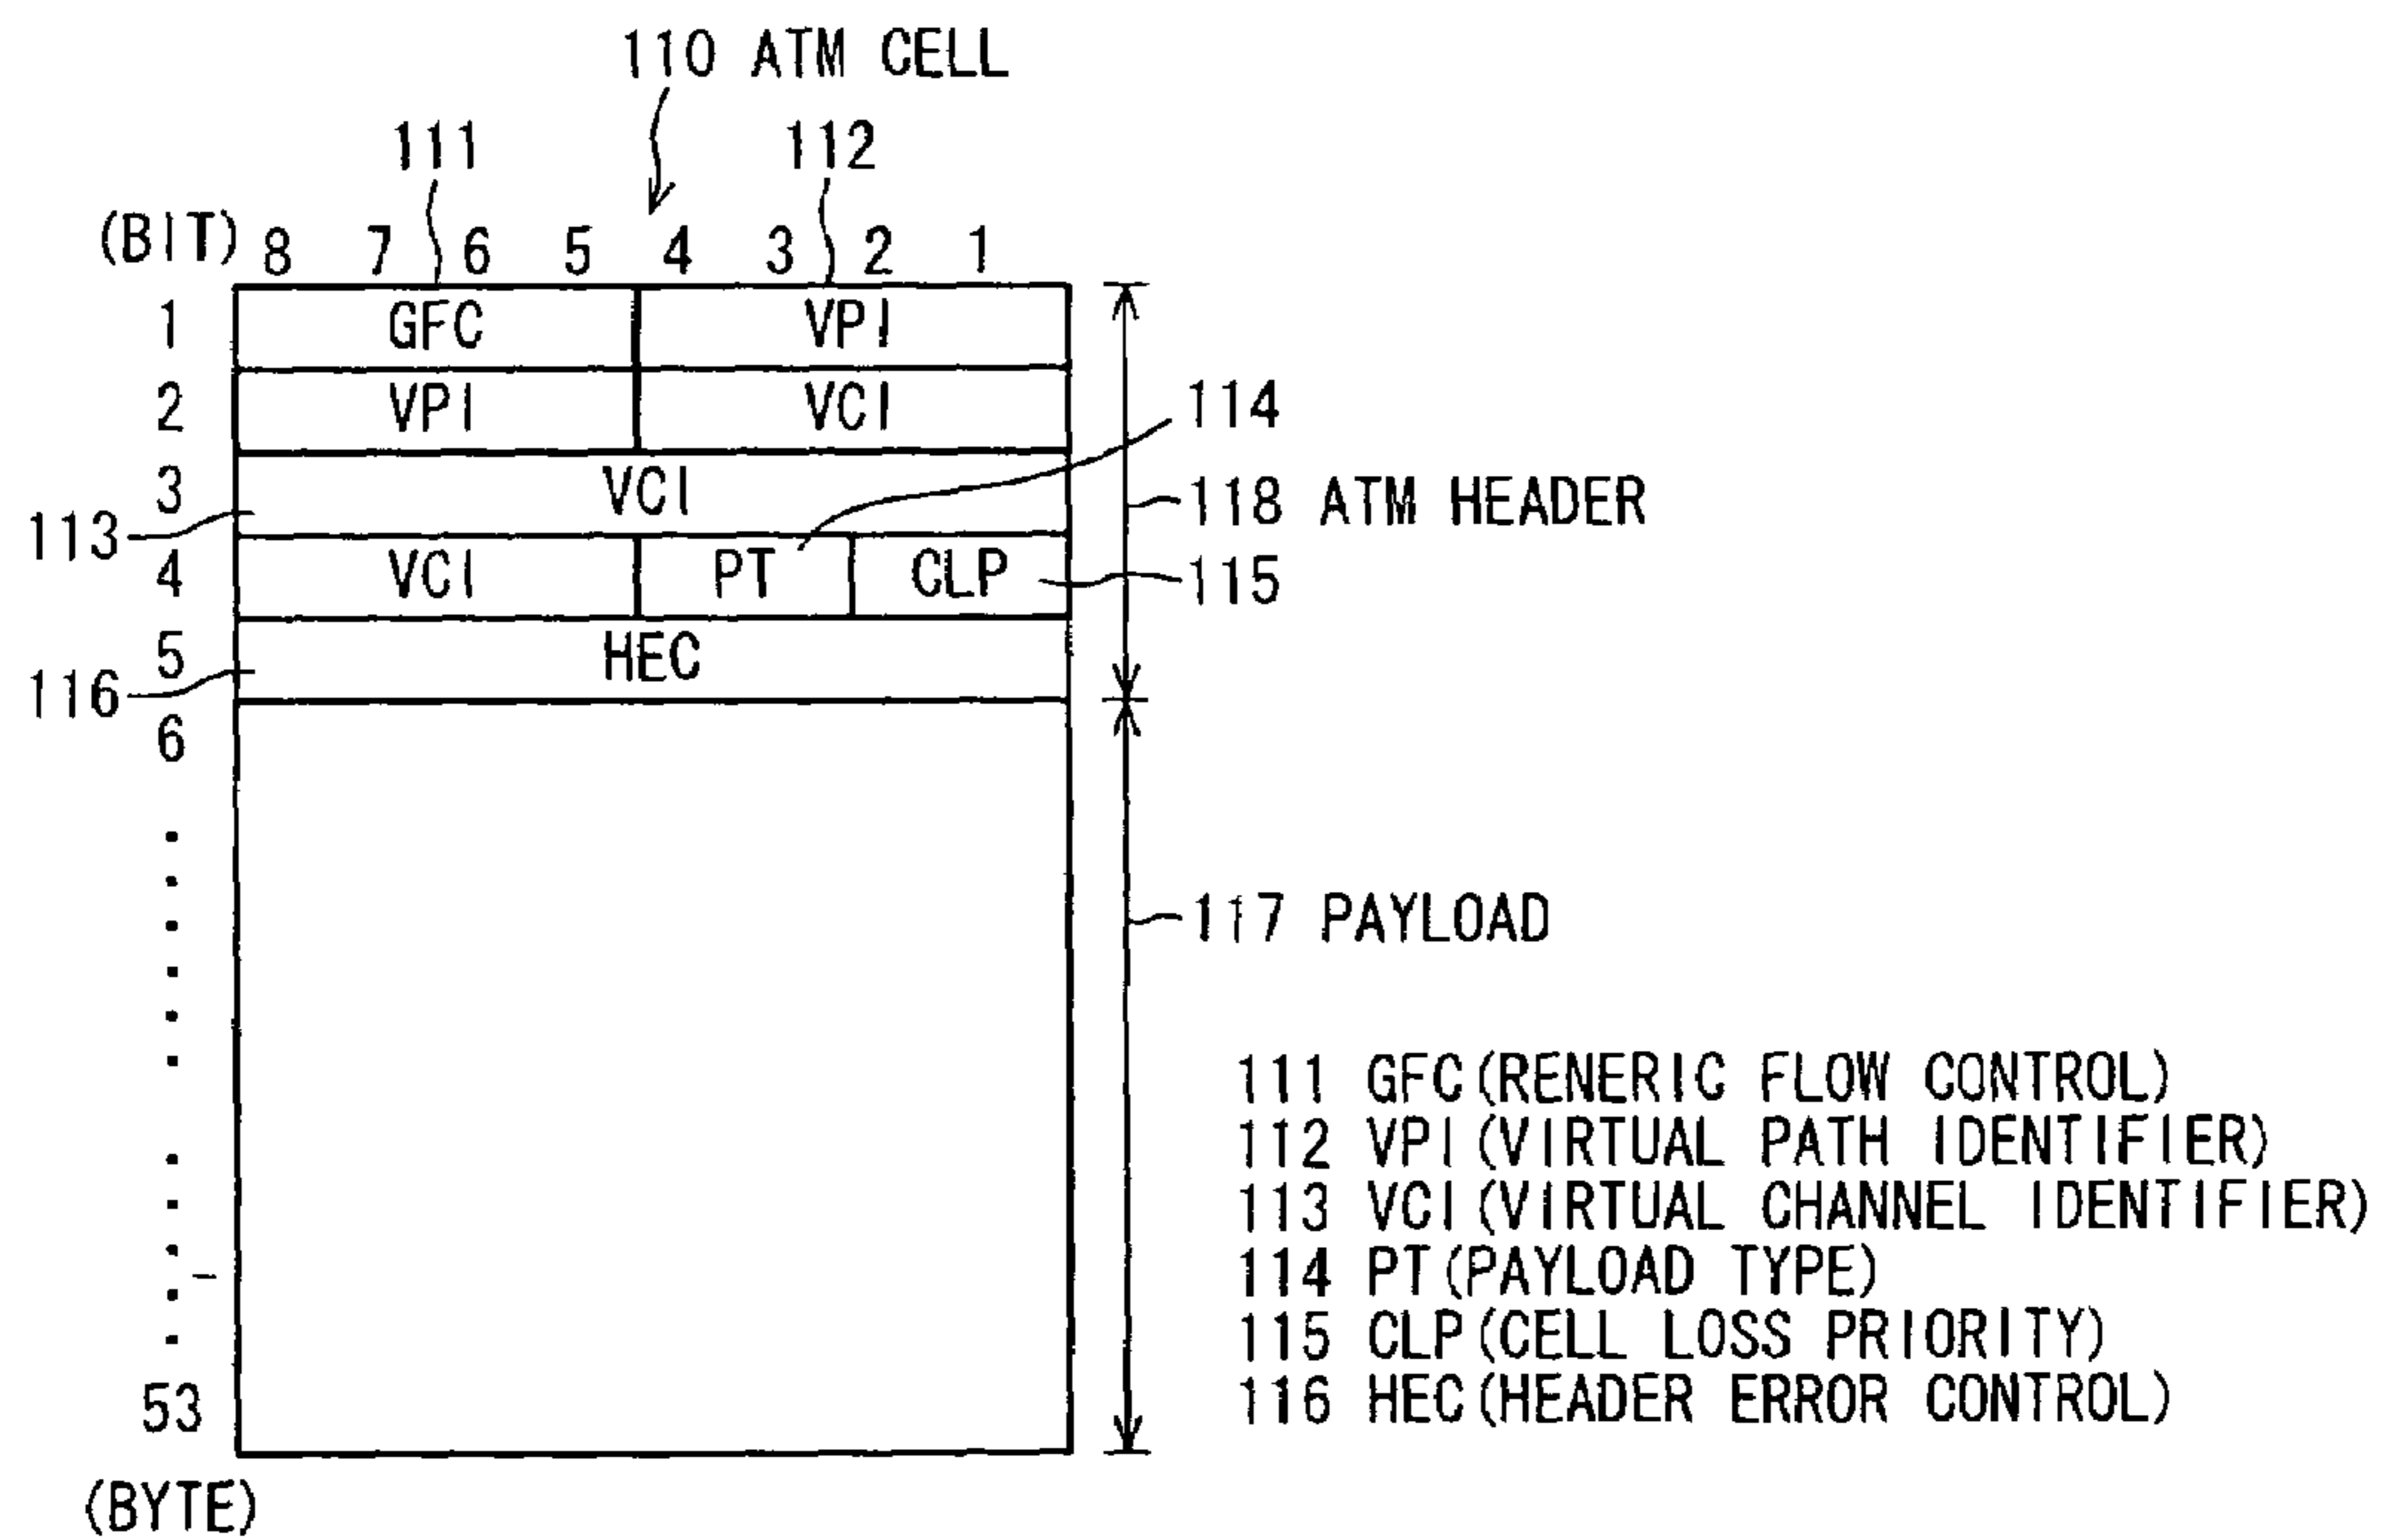 110 ATM CELL
111 112
(BIT) 8 7 6 5 4 3 2 1
1 GFC VPI
2 VPI VCI
114
3 VCI
118 ATM HEADER
113
4 VCI PT CLP
115
5 HEC
116
6
117 PAYLOAD
53
(BYTE)
111 GFC(RENERIC FLOW CONTROL)
112 VPI(VIRTUAL PATH IDENTIFIER)
113 VCI(VIRTUAL CHANNEL IDENTIFIER)
114 PT(PAYLOAD TYPE)
115 CLP(CELL LOSS PRIORITY)
116 HEC(HEADER ERROR CONTROL)